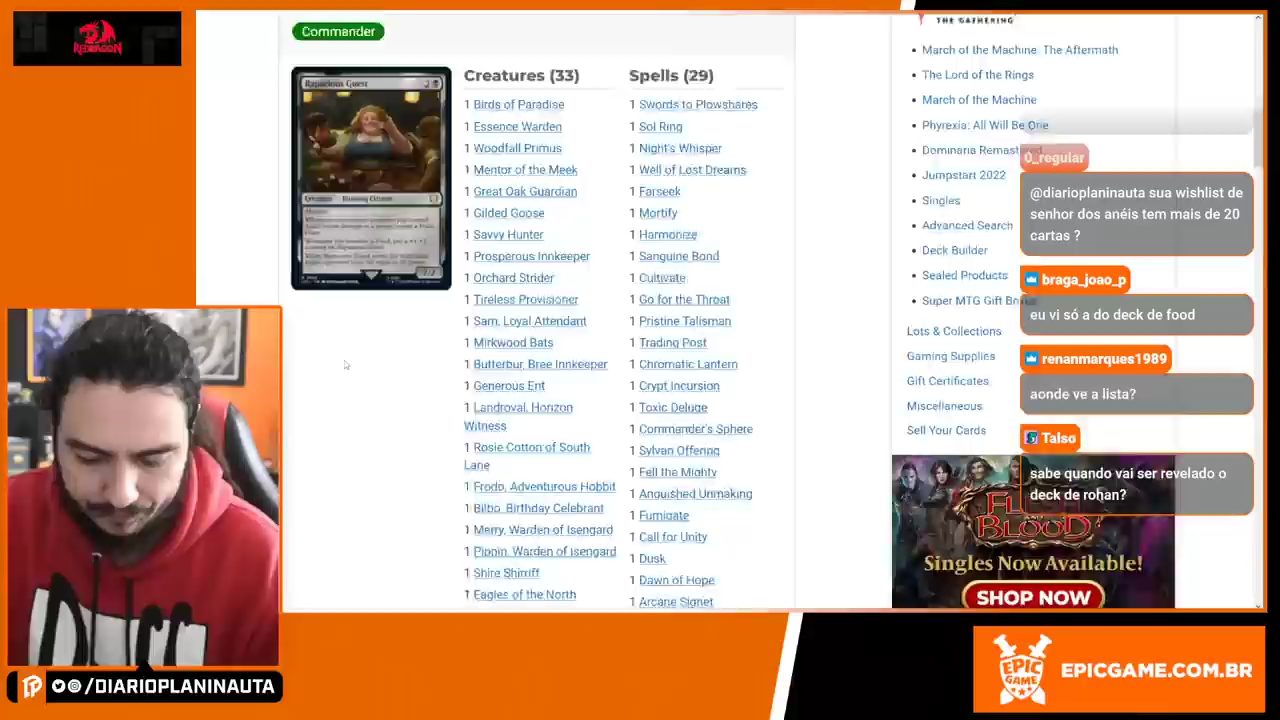 REDRAGON
Commander
Rapacious Guest
Creatures (33)
1 Birds of Paradise
1 Essence Warden
1 Woodfall Primus
1 Mentor of the Meek
1 Great Oak Guardian
1 Gilded Goose
1 Savvy Hunter
1 Prosperous Innkeeper
1 Orchard Strider
1 Tireless Provisioner
1 Sam, Loyal Attendant
1 Mirkwood Bats
1 Butterbur, Bree Innkeeper
1 Generous Ent
1 Landroval, Horizon
Witness
1 Rosie Cotton of South
Lane
1 Frodo, Adventurous Hobbit
1 Bilbo, Birthday Celebrant
1 Merry, Warden of Isengard
1 Pippin, Warden of Isengard
1 Shire Shirriff
1 Eagles of the North
Spells (29)
1 Swords to Plowshares
1 Sol Ring
1 Night's Whisper
1 Well of Lost Dreams
1 Farseek
1 Mortify
1 Harmonize
1 Sanguine Bond
1 Cultivate
1 Go for the Throat
1 Pristine Talisman
1 Trading Post
1 Chromatic Lantern
1 Crypt Incursion
1 Toxic Deluge
1 Commander's Sphere
1 Sylvan Offering
1 Fell the Mighty
1 Anguished Unmaking
1 Fumigate
1 Call for Unity
1 Dusk
1 Dawn of Hope
1 Arcane Signet
THE GATHERING
March of the Machine: The Aftermath
The Lord of the Rings
March of the Machine
Phyrexia: All Will Be One
Dominaria Remastered
Jumpstart 2022
Singles
Advanced Search
Deck Builder
Sealed Products
Super MTG Gift
Lots & Collections
Gaming Supplies
Gift Certificates
Miscellaneous
Sell Your Cards
0_regular
@diarioplaninauta sua wishlist de
senhor dos anéis tem mais de 20
cartas ?
braga_joao_p
eu vi só a do deck de food
renanmarques1989
aonde ve a lista?
Talso
sabe quando vai ser revelado o
deck de rohan?
BLOOD
Singles Now Available!
SHOP NOW
/DIARIOPLANINAUTA
EPIC
GAME
EPICGAME.COM.BR